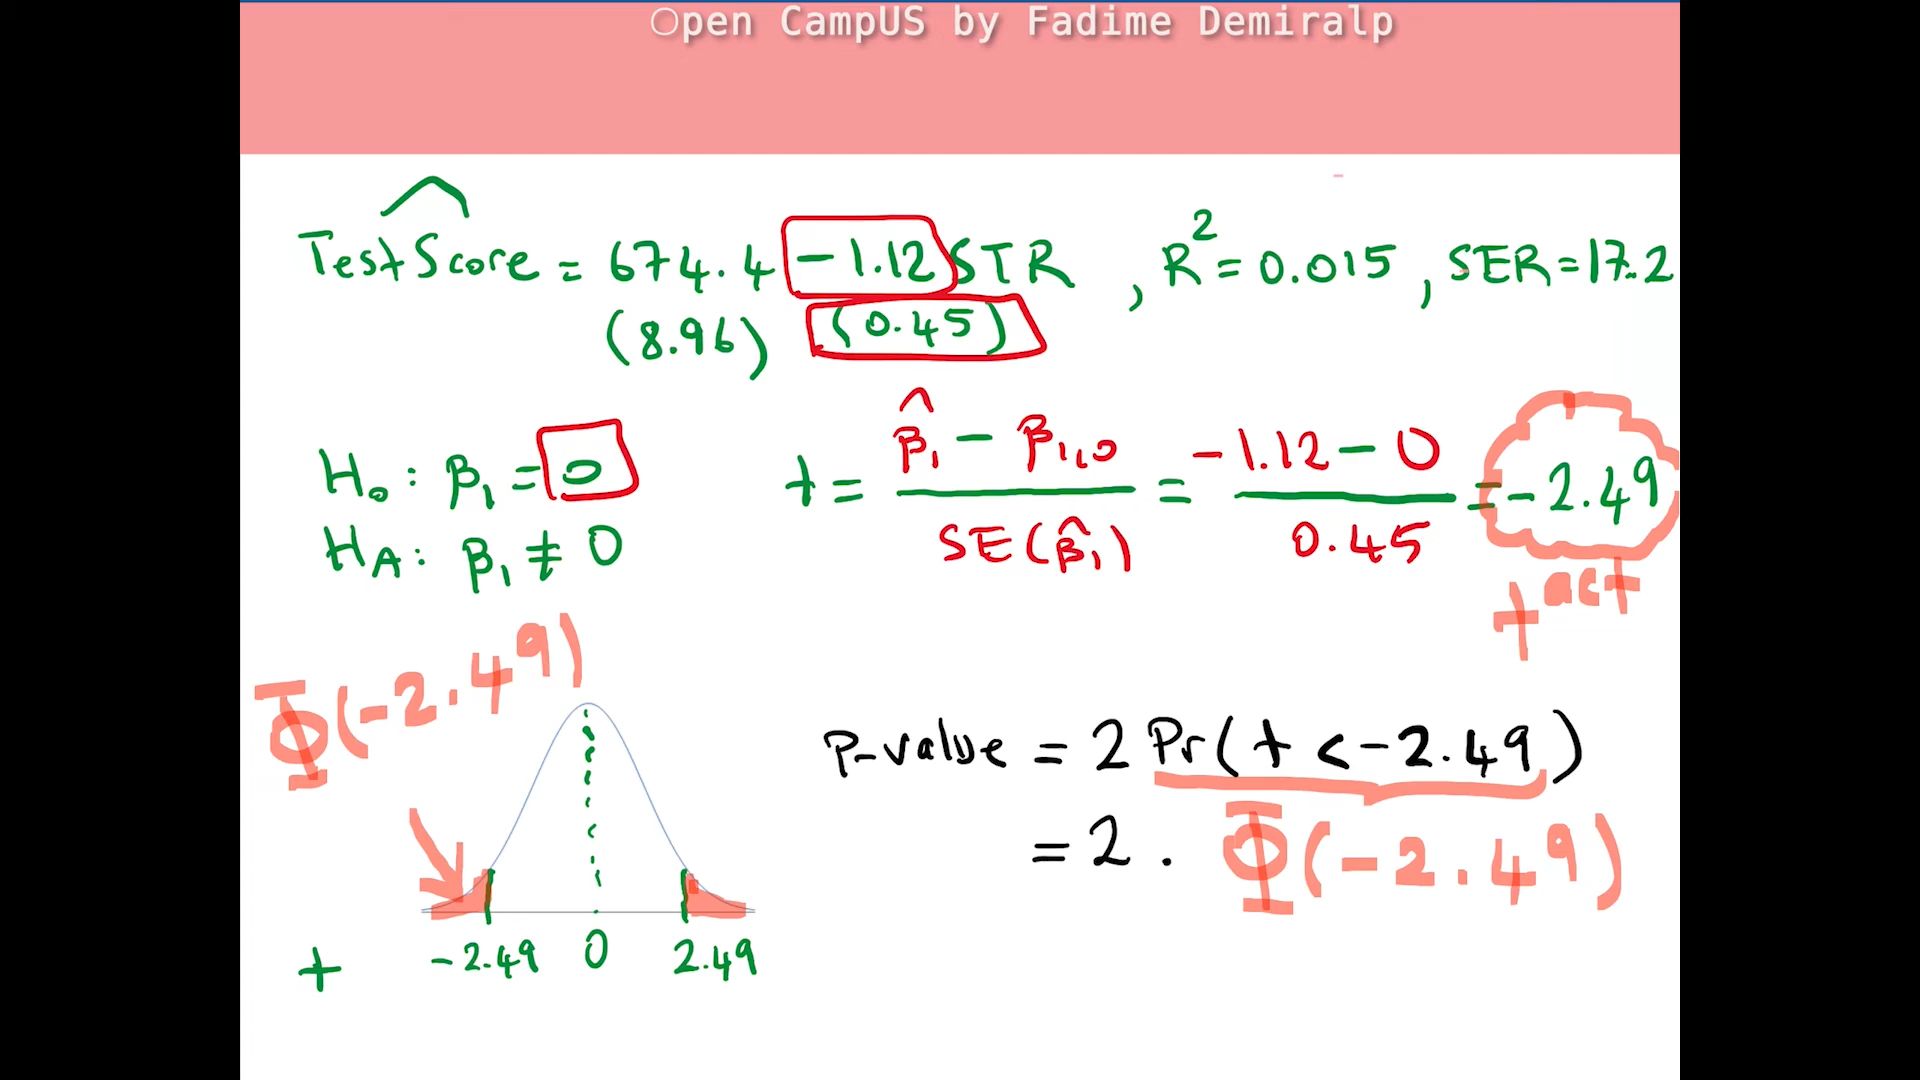 Open CampUS by Fadime Demiralp
TestScore^ = 674.4 - 1.12 STR , R² = 0.015 , SER = 17.2
(8.96) (0.45)
H₀ : β₁ = 0
H_A : β₁ ≠ 0
t = (β̂₁ - β₁,₀) / SE(β̂₁) = (-1.12 - 0) / 0.45 = -2.49
t^act
Φ(-2.49)
P-value = 2 Pr(t < -2.49)
= 2 . Φ(-2.49)
t -2.49 0 2.49